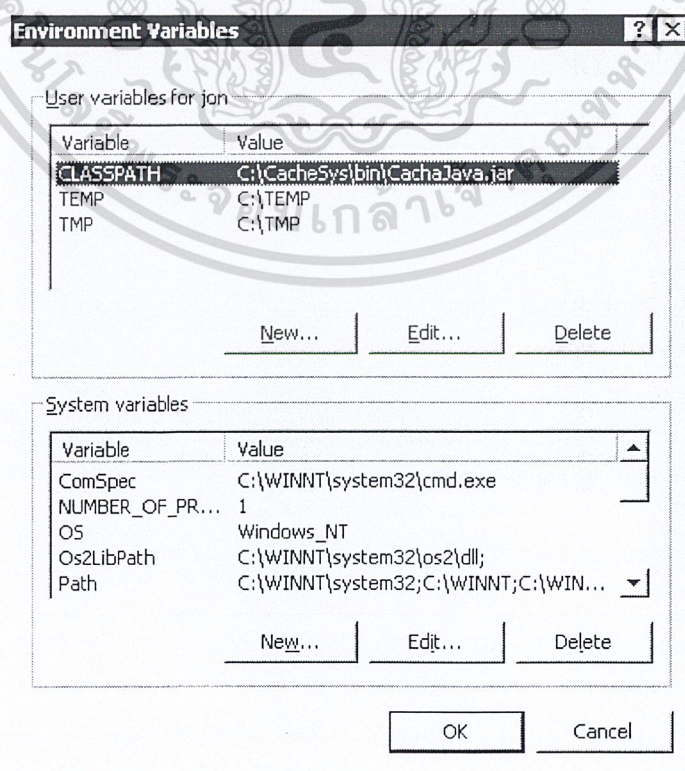 Environment Variables
User variables for jon
Variable Value
CLASSPATH C:\CacheSys\bin\CachaJava.jar
TEMP C:\TEMP
TMP C:\TMP
New... Edit... Delete
System variables
Variable Value
ComSpec C:\WINNT\system32\cmd.exe
NUMBER_OF_PR... 1
OS Windows_NT
Os2LibPath C:\WINNT\system32\os2\dll;
Path C:\WINNT\system32;C:\WINNT;C:\WIN...
New... Edit... Delete
OK Cancel